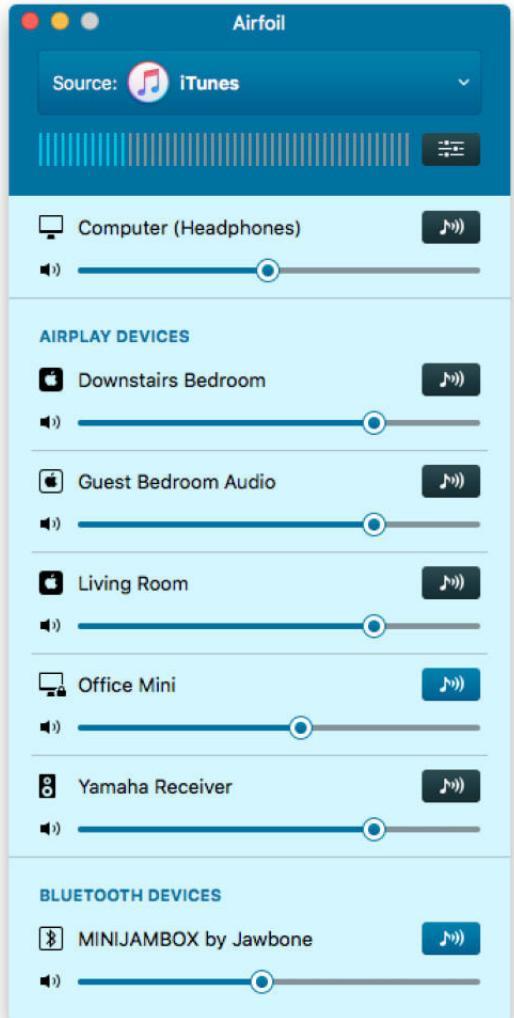 Airfoil
Source: iTunes
Computer (Headphones)
AIRPLAY DEVICES
Downstairs Bedroom
Guest Bedroom Audio
Living Room
Office Mini
Yamaha Receiver
BLUETOOTH DEVICES
MINIJAMBOX by Jawbone